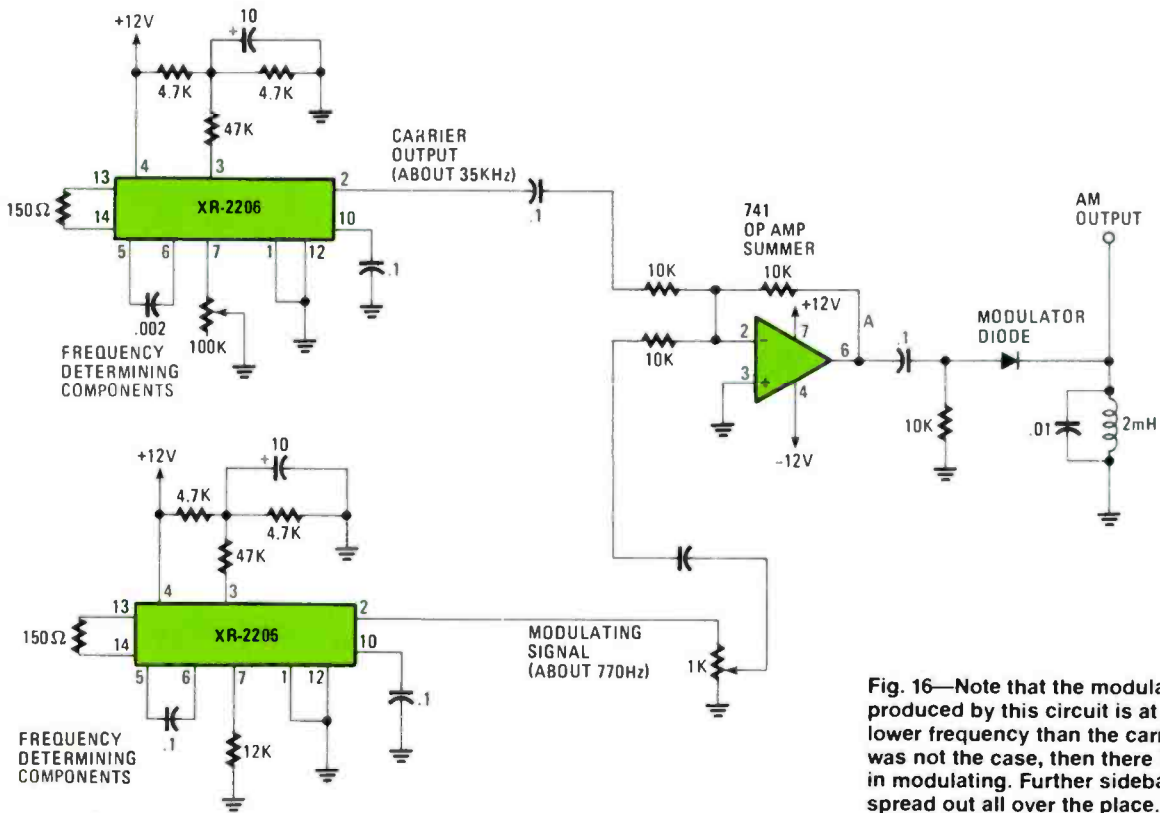 +12V
10
+
4.7K
4.7K
47K
4
3
CARRIER
OUTPUT
(ABOUT 35KHz)
13
14
150Ω
XR-2206
2
10
.1
.1
5
6
7
1
12
.002
100K
FREQUENCY
DETERMINING
COMPONENTS
741
OP AMP
SUMMER
10K
10K
10K
+12V
2
-
3
+
7
6
A
4
-12V
.1
10K
MODULATOR
DIODE
AM
OUTPUT
.01
2mH
+12V
10
+
4.7K
4.7K
47K
4
3
13
14
150Ω
XR-2206
2
10
.1
5
6
7
1
12
.1
12K
MODULATING
SIGNAL
(ABOUT 770Hz)
1K
FREQUENCY
DETERMINING
COMPONENTS
Fig. 16—Note that the modula
produced by this circuit is at
lower frequency than the carr
was not the case, then there
in modulating. Further sideba
spread out all over the place.